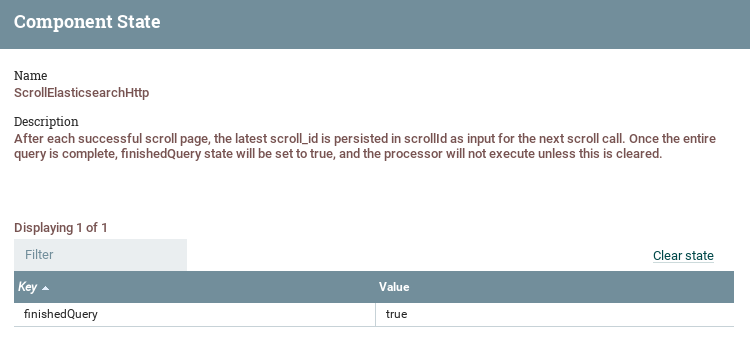 Component State
Name
ScrollElasticsearchHttp
Description
After each successful scroll page, the latest scroll_id is persisted in scrollId as input for the next scroll call. Once the entire
query is complete, finishedQuery state will be set to true, and the processor will not execute unless this is cleared.
Displaying 1 of 1
Filter
Clear state
Key Value
finishedQuery true